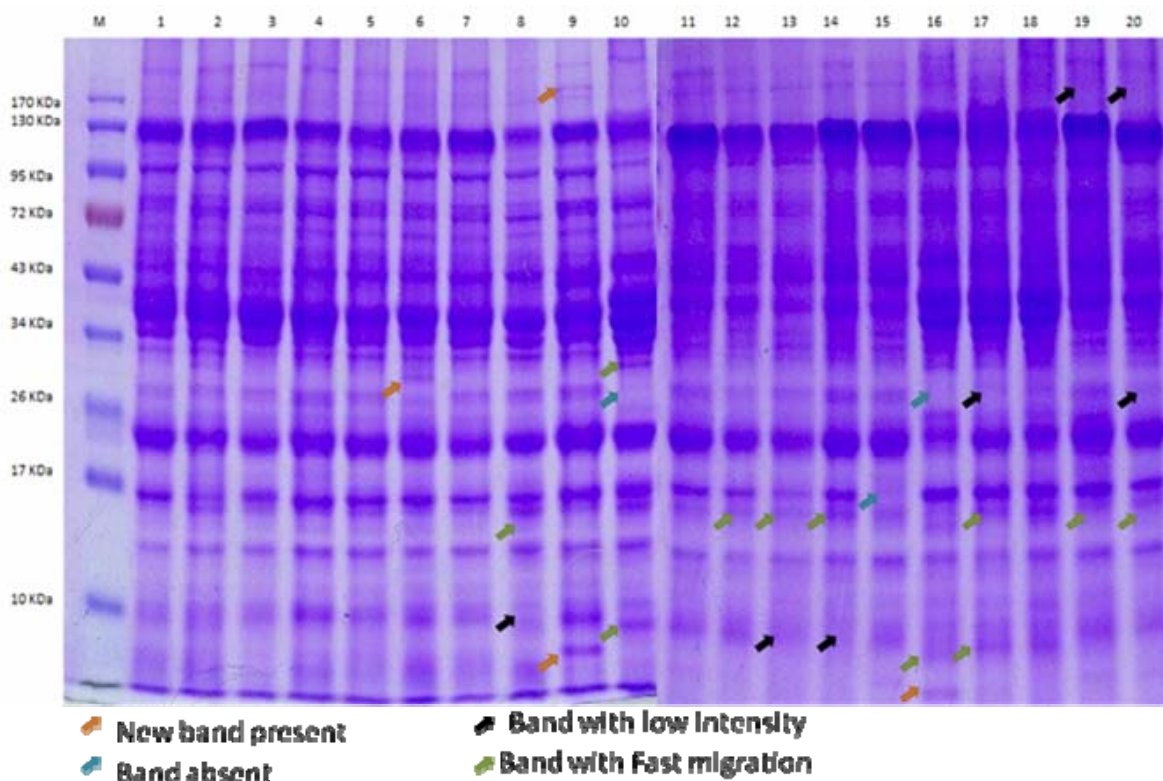 M 1 2 3 4 5 6 7 8 9 10 11 12 13 14 15 16 17 18 19 20
170 KDa
130 KDa
95 KDa
72 KDa
43 KDa
34 KDa
26 KDa
17 KDa
10 KDa
New band present
Band with low intensity
Band absent
Band with Fast migration